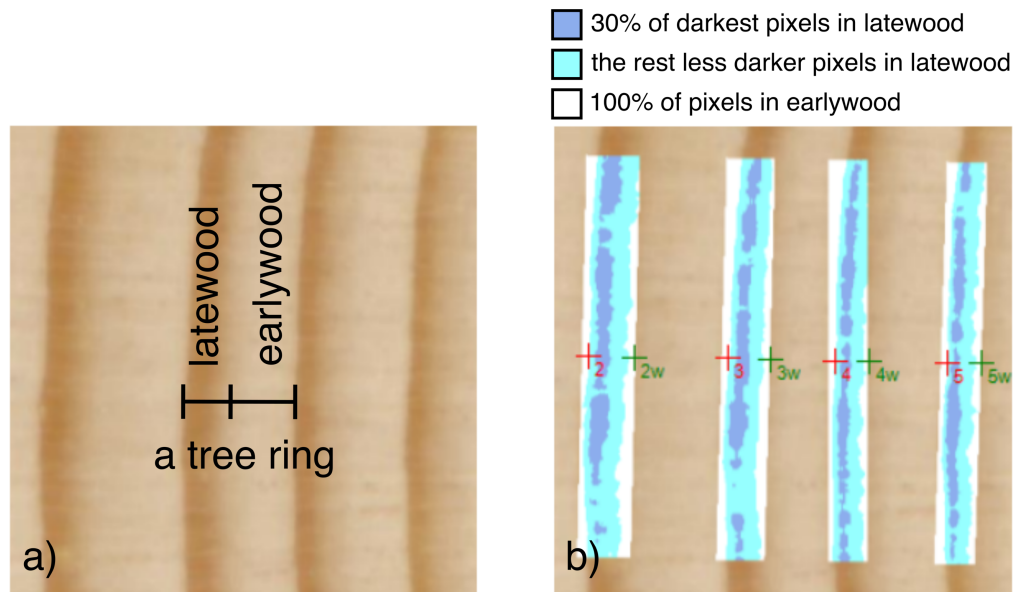 30% of darkest pixels in latewood
the rest less darker pixels in latewood
100% of pixels in earlywood
latewood
earlywood
a tree ring
a)
2
2w
3
3w
4
4w
5
5w
b)